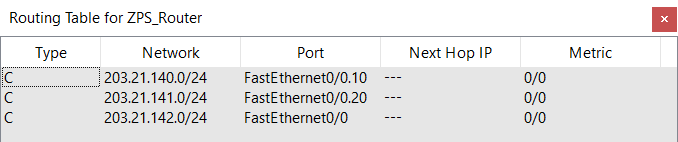 Routing Table for ZPS_Router
Type Network Port Next Hop IP Metric
C 203.21.140.0/24 FastEthernet0/0.10 --- 0/0
C 203.21.141.0/24 FastEthernet0/0.20 --- 0/0
C 203.21.142.0/24 FastEthernet0/0 --- 0/0